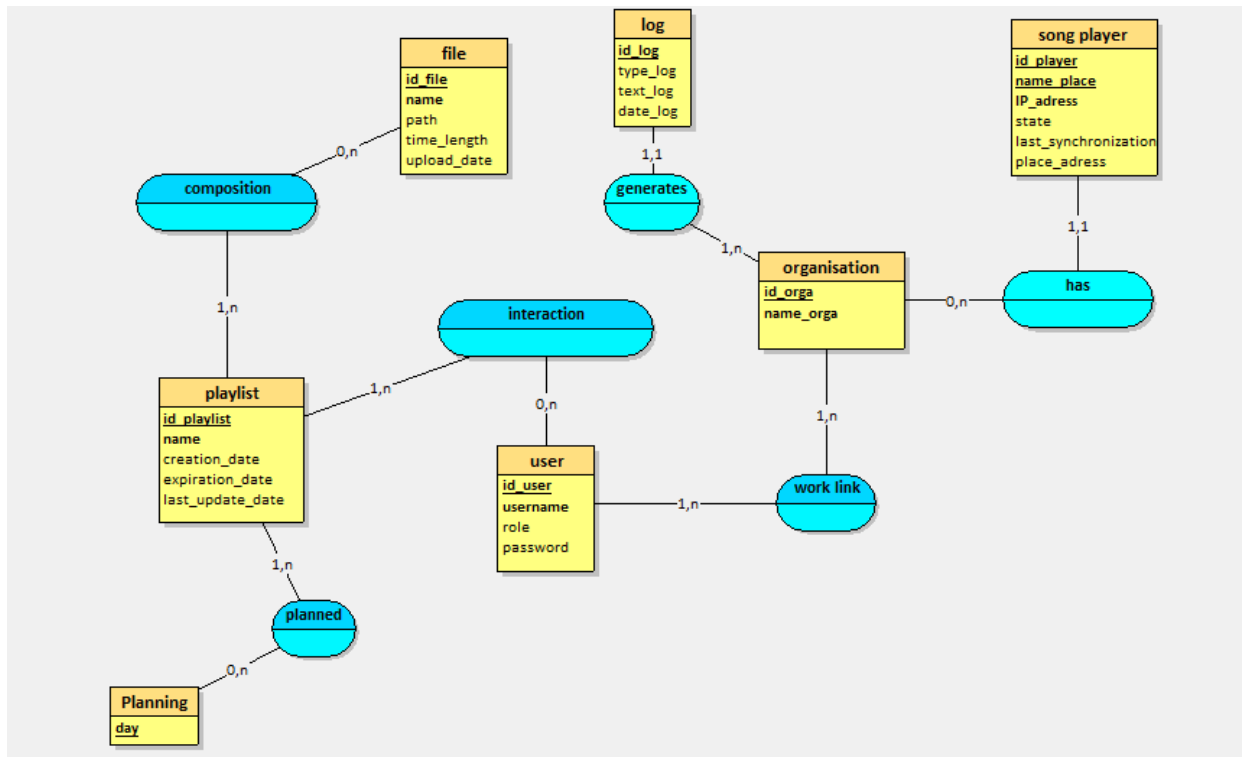 file
id_file
name
path
time_length
upload_date
log
id_log
type_log
text_log
date_log
song player
id_player
name_place
IP_adress
state
last_synchronization
place_adress
0,n
1,1
composition
generates
1,n
1,1
organisation
id_orga
name_orga
0,n
has
1,n
interaction
playlist
id_playlist
name
creation_date
expiration_date
last_update_date
1,n
0,n
1,n
user
id_user
username
role
password
1,n
work link
1,n
planned
0,n
Planning
day